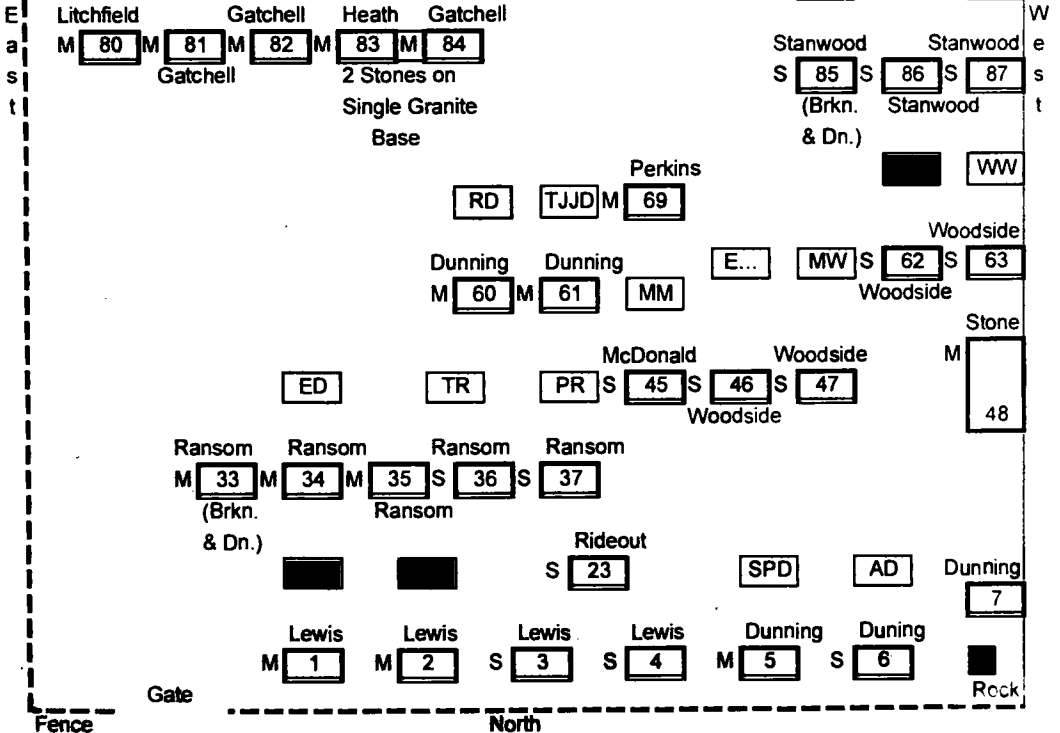 East
West
Litchfield Gatchell Heath Gatchell
M 80 M 81 M 82 M 83 M 84
Gatchell 2 Stones on
Single Granite
Base
Stanwood Stanwood
S 85 S 86 S 87
(Brkn. Stanwood
& Dn.)
WW
Perkins
RD TJJD M 69
Woodside
E... MW S 62 S 63
Woodside
Dunning Dunning
M 60 M 61 MM
Stone
M 48
McDonald Woodside
ED TR PR S 45 S 46 S 47
Woodside
Ransom Ransom Ransom Ransom
M 33 M 34 M 35 S 36 S 37
(Brkn. Ransom
& Dn.)
Rideout
S 23 SPD AD
Dunning
7
Lewis Lewis Lewis Lewis Dunning Duning
M 1 M 2 S 3 S 4 M 5 S 6
Rock
Gate
Fence North